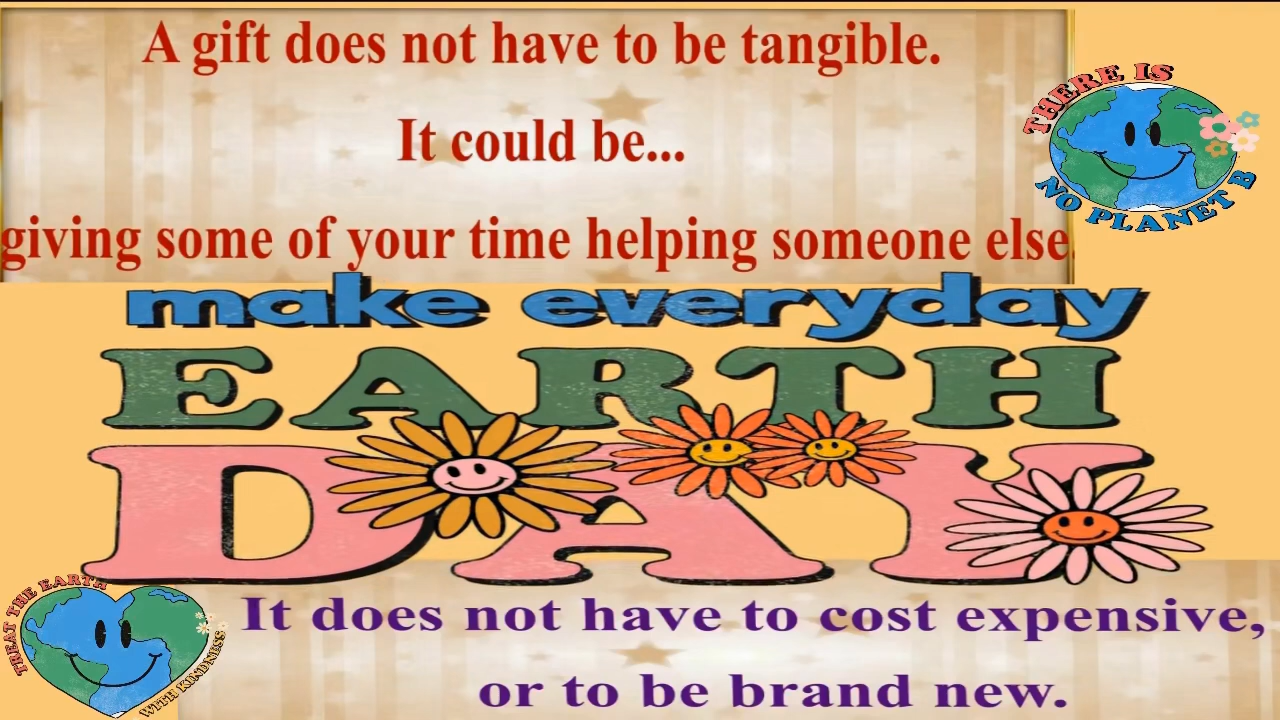 A gift does not have to be tangible.
It could be...
giving some of your time helping someone else.
THERE IS
NO PLANET B
make everyday
EARTH
DAY
TREAT THE EARTH
WITH KINDNESS
It does not have to cost expensive,
or to be brand new.